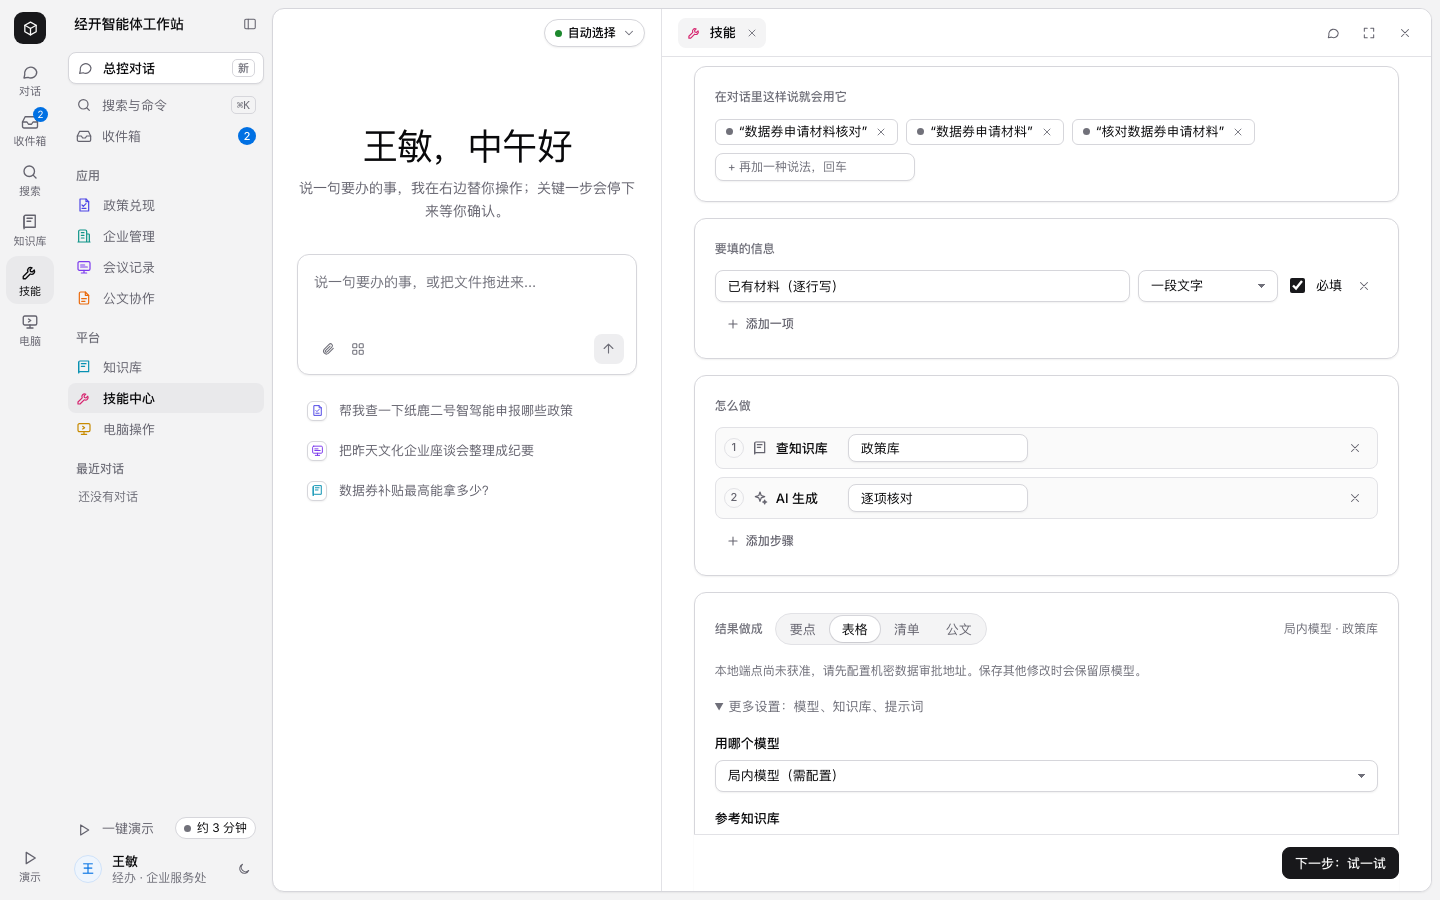 对话
2
收件箱
搜索
知识库
技能
电脑
演示
经开智能体工作站
总控对话 新
搜索与命令 ⌘K
收件箱 2
应用
政策兑现
企业管理
会议记录
公文协作
平台
知识库
技能中心
电脑操作
最近对话
还没有对话
一键演示 约 3 分钟
王 王敏
经办 · 企业服务处
自动选择
王敏，中午好
说一句要办的事，我在右边替你操作；关键一步会停下
来等你确认。
说一句要办的事，或把文件拖进来...
帮我查一下纸鹿二号智驾能申报哪些政策
把昨天文化企业座谈会整理成纪要
数据券补贴最高能拿多少？
技能
在对话里这样说就会用它
“数据券申请材料核对” “数据券申请材料” “核对数据券申请材料”
+ 再加一种说法，回车
要填的信息
已有材料（逐行写） 一段文字 必填
添加一项
怎么做
1 查知识库 政策库
2 AI 生成 逐项核对
添加步骤
结果做成 要点 表格 清单 公文 局内模型 · 政策库
本地端点尚未获准，请先配置机密数据审批地址。保存其他修改时会保留原模型。
▼ 更多设置：模型、知识库、提示词
用哪个模型
局内模型（需配置）
参考知识库
下一步：试一试